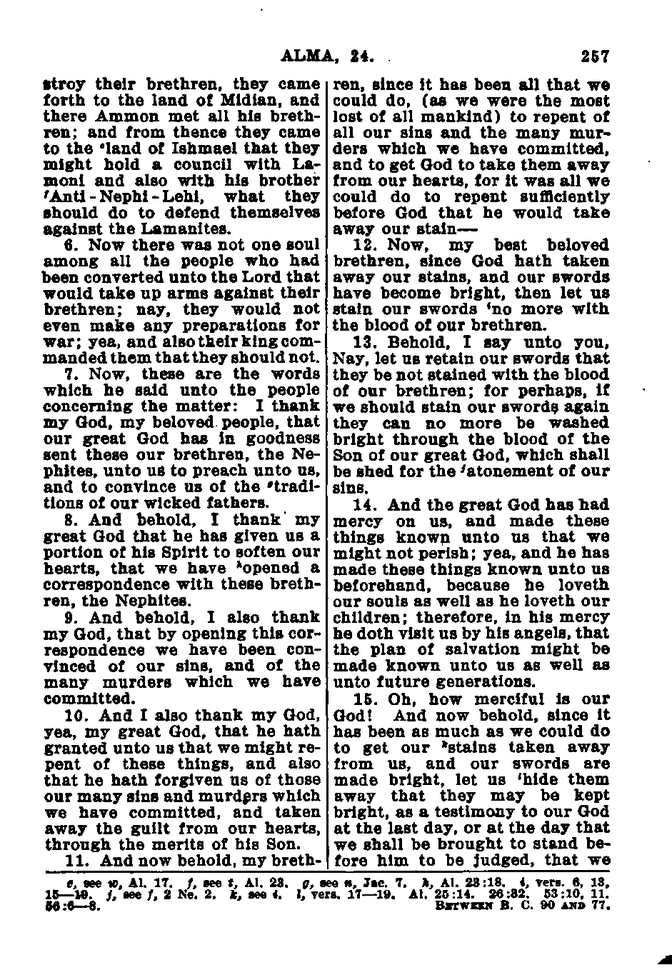 ALMA, 24. 257
stroy their brethren, they came
forth to the land of Midian, and
there Ammon met all his breth-
ren; and from thence they came
to the ᵉland of Ishmael that they
might hold a council with La-
moni and also with his brother
ᶠAnti-Nephi-Lehi, what they
should do to defend themselves
against the Lamanites.
6. Now there was not one soul
among all the people who had
been converted unto the Lord that
would take up arms against their
brethren; nay, they would not
even make any preparations for
war; yea, and also their king com-
manded them that they should not.
7. Now, these are the words
which he said unto the people
concerning the matter: I thank
my God, my beloved people, that
our great God has in goodness
sent these our brethren, the Ne-
phites, unto us to preach unto us,
and to convince us of the ᵍtradi-
tions of our wicked fathers.
8. And behold, I thank my
great God that he has given us a
portion of his Spirit to soften our
hearts, that we have ʰopened a
correspondence with these breth-
ren, the Nephites.
9. And behold, I also thank
my God, that by opening this cor-
respondence we have been con-
vinced of our sins, and of the
many murders which we have
committed.
10. And I also thank my God,
yea, my great God, that he hath
granted unto us that we might re-
pent of these things, and also
that he hath forgiven us of those
our many sins and murders which
we have committed, and taken
away the guilt from our hearts,
through the merits of his Son.
11. And now behold, my breth-
ren, since it has been all that we
could do, (as we were the most
lost of all mankind) to repent of
all our sins and the many mur-
ders which we have committed,
and to get God to take them away
from our hearts, for it was all we
could do to repent sufficiently
before God that he would take
away our stain—
12. Now, my best beloved
brethren, since God hath taken
away our stains, and our swords
have become bright, then let us
stain our swords ⁱno more with
the blood of our brethren.
13. Behold, I say unto you,
Nay, let us retain our swords that
they be not stained with the blood
of our brethren; for perhaps, if
we should stain our swords again
they can no more be washed
bright through the blood of the
Son of our great God, which shall
be shed for the ʲatonement of our
sins.
14. And the great God has had
mercy on us, and made these
things known unto us that we
might not perish; yea, and he has
made these things known unto us
beforehand, because he loveth
our souls as well as he loveth our
children; therefore, in his mercy
he doth visit us by his angels, that
the plan of salvation might be
made known unto us as well as
unto future generations.
15. Oh, how merciful is our
God! And now behold, since it
has been as much as we could do
to get our ᵏstains taken away
from us, and our swords are
made bright, let us ˡhide them
away that they may be kept
bright, as a testimony to our God
at the last day, or at the day that
we shall be brought to stand be-
fore him to be judged, that we
e, see w, Al. 17. f, see t, Al. 23. g, see n, Jac. 7. h, Al. 23:18. i, vers. 6, 13,
15—19. j, see f, 2 Ne. 2. k, see i. l, vers. 17—19. Al. 25:14. 26:32. 53:10, 11.
56:6—8. BETWEEN B. C. 90 AND 77.